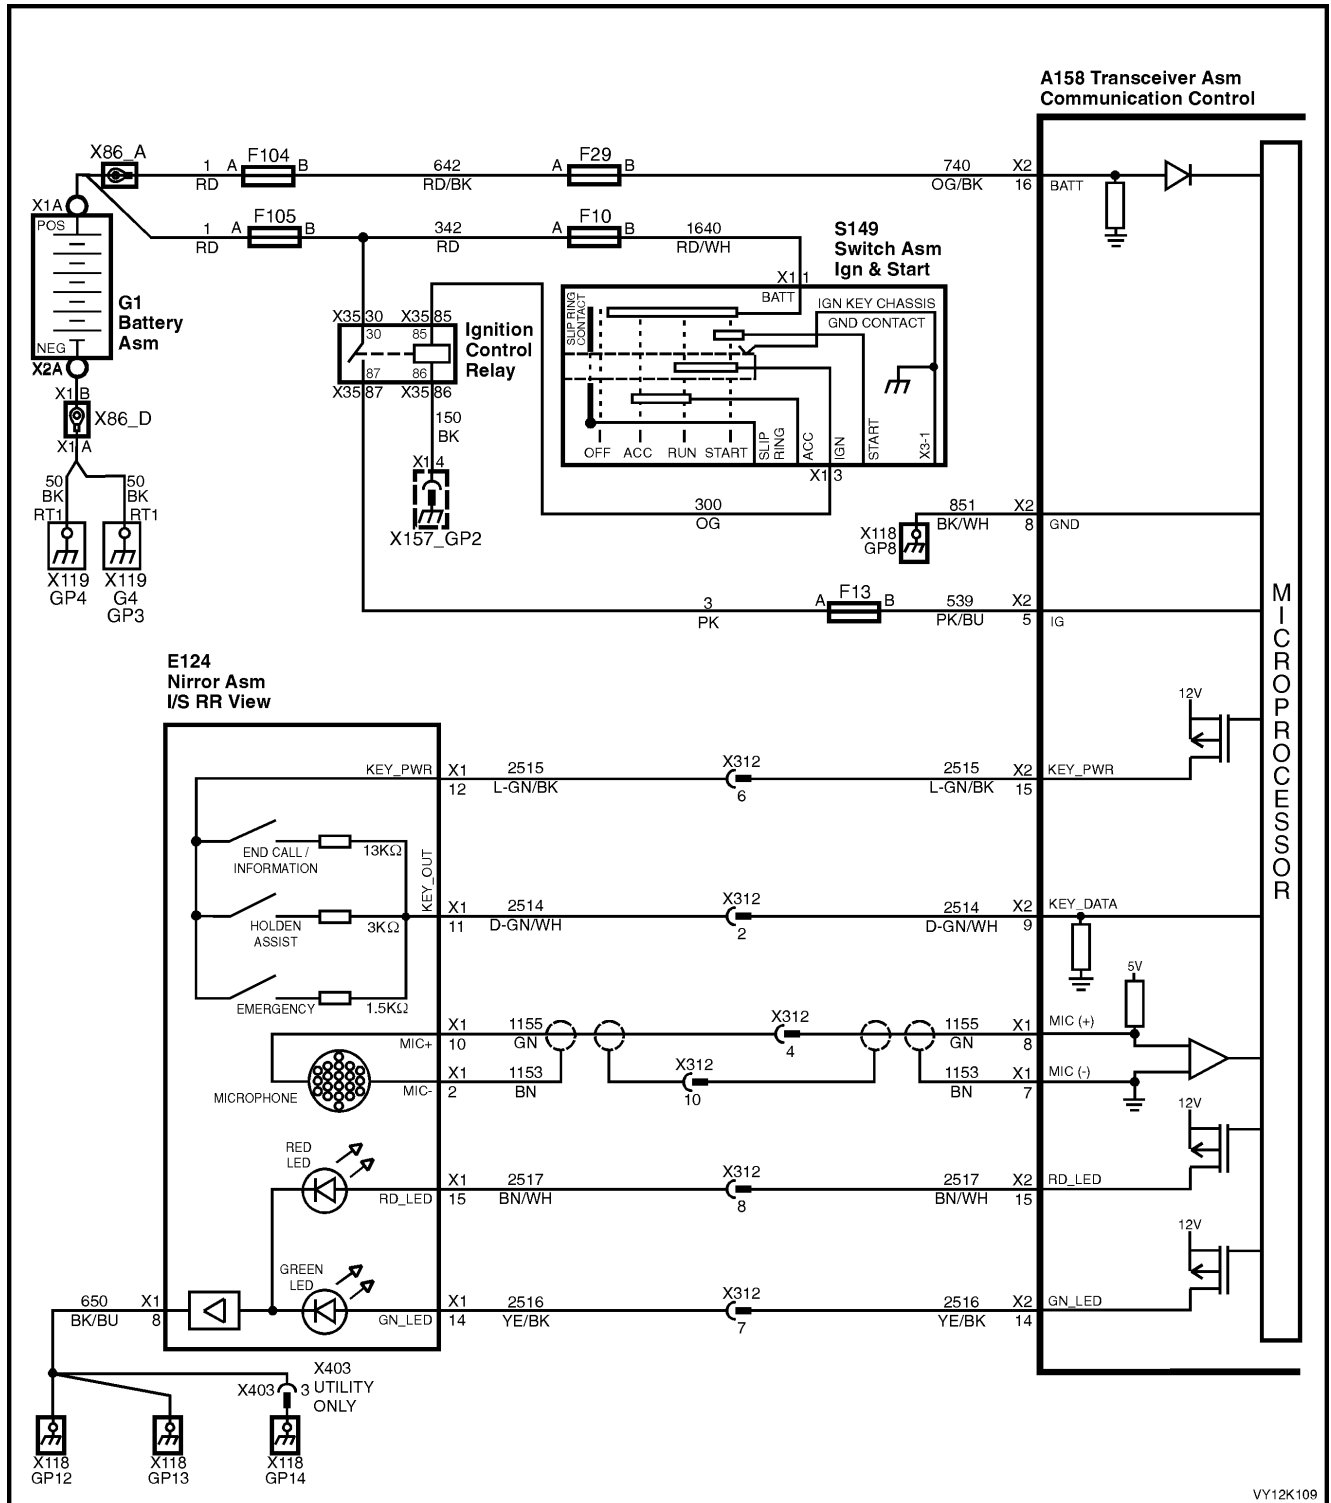 A158 Transceiver Asm
Communication Control
X86_A
1
RD
A
F104
B
642
RD/BK
A
F29
B
740
OG/BK
X2
16
BATT
X1A
POS
NEG
X2A
G1
Battery
Asm
1
RD
A
F105
B
342
RD
A
F10
B
1640
RD/WH
S149
Switch Asm
Ign & Start
X1 1
BATT
SLIP RING
CONTACT
IGN KEY CHASSIS
GND CONTACT
OFF
ACC
RUN
START
SLIP
RING
ACC
IGN
START
X3-1
X1 3
X35 30
X35 85
30
85
87
86
X35 87
X35 86
Ignition
Control
Relay
150
BK
X1 4
X157_GP2
300
OG
X1 B
X86_D
X1 A
50
BK
RT1
50
BK
RT1
X119
GP4
X119
G4
GP3
X118
GP8
851
BK/WH
X2
8
GND
3
PK
A
F13
B
539
PK/BU
X2
5
IG
MICROPROCESSOR
E124
Nirror Asm
I/S RR View
12V
KEY_PWR
X1
12
2515
L-GN/BK
X312
6
2515
L-GN/BK
X2
15
KEY_PWR
END CALL /
INFORMATION
13KΩ
KEY_OUT
HOLDEN
ASSIST
3KΩ
X1
11
2514
D-GN/WH
X312
2
2514
D-GN/WH
X2
9
KEY_DATA
EMERGENCY
1.5KΩ
5V
MIC+
X1
10
1155
GN
X312
4
1155
GN
X1
8
MIC (+)
MICROPHONE
MIC-
X1
2
1153
BN
X312
10
1153
BN
X1
7
MIC (-)
12V
RED
LED
RD_LED
X1
15
2517
BN/WH
X312
8
2517
BN/WH
X2
15
RD_LED
12V
GREEN
LED
GN_LED
X1
14
2516
YE/BK
X312
7
2516
YE/BK
X2
14
GN_LED
650
BK/BU
X1
8
X403
3
X403
UTILITY
ONLY
X118
GP12
X118
GP13
X118
GP14
VY12K109